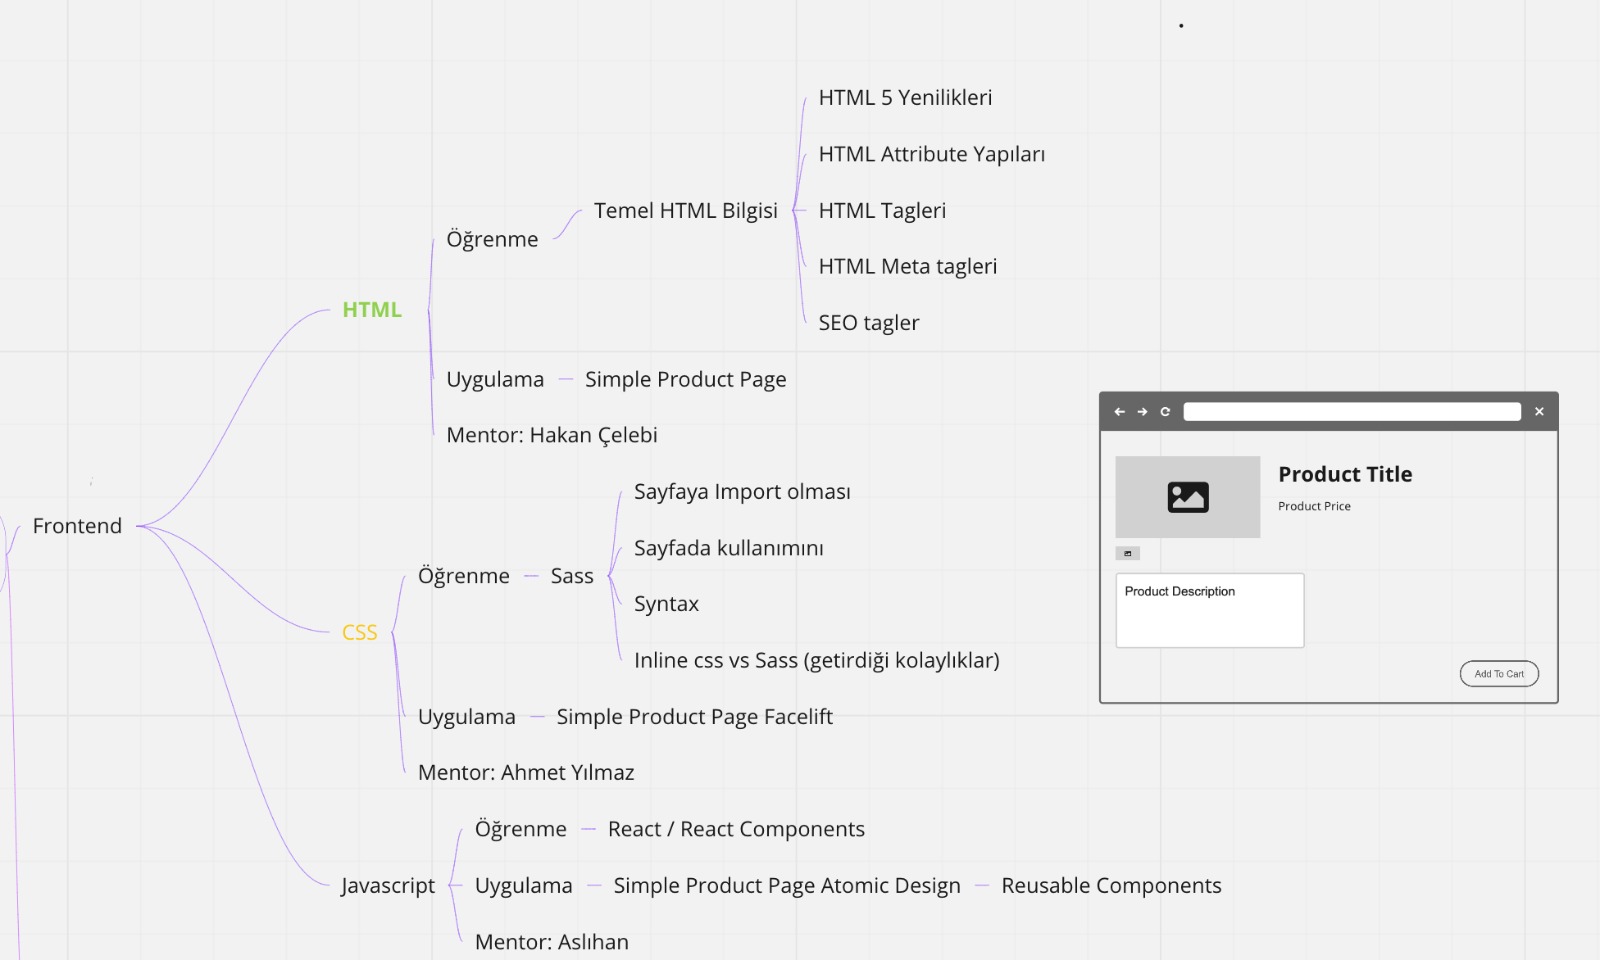 HTML 5 Yenilikleri
HTML Attribute Yapıları
Temel HTML Bilgisi
HTML Tagleri
Öğrenme
HTML Meta tagleri
HTML
SEO tagler
Uygulama
Simple Product Page
Mentor: Hakan Çelebi
Frontend
Sayfaya Import olması
Sayfada kullanımını
Öğrenme
Sass
Syntax
CSS
Inline css vs Sass (getirdiği kolaylıklar)
Uygulama
Simple Product Page Facelift
Mentor: Ahmet Yılmaz
Öğrenme
React / React Components
Javascript
Uygulama
Simple Product Page Atomic Design
Reusable Components
Mentor: Aslıhan
Product Title
Product Price
Product Description
Add To Cart